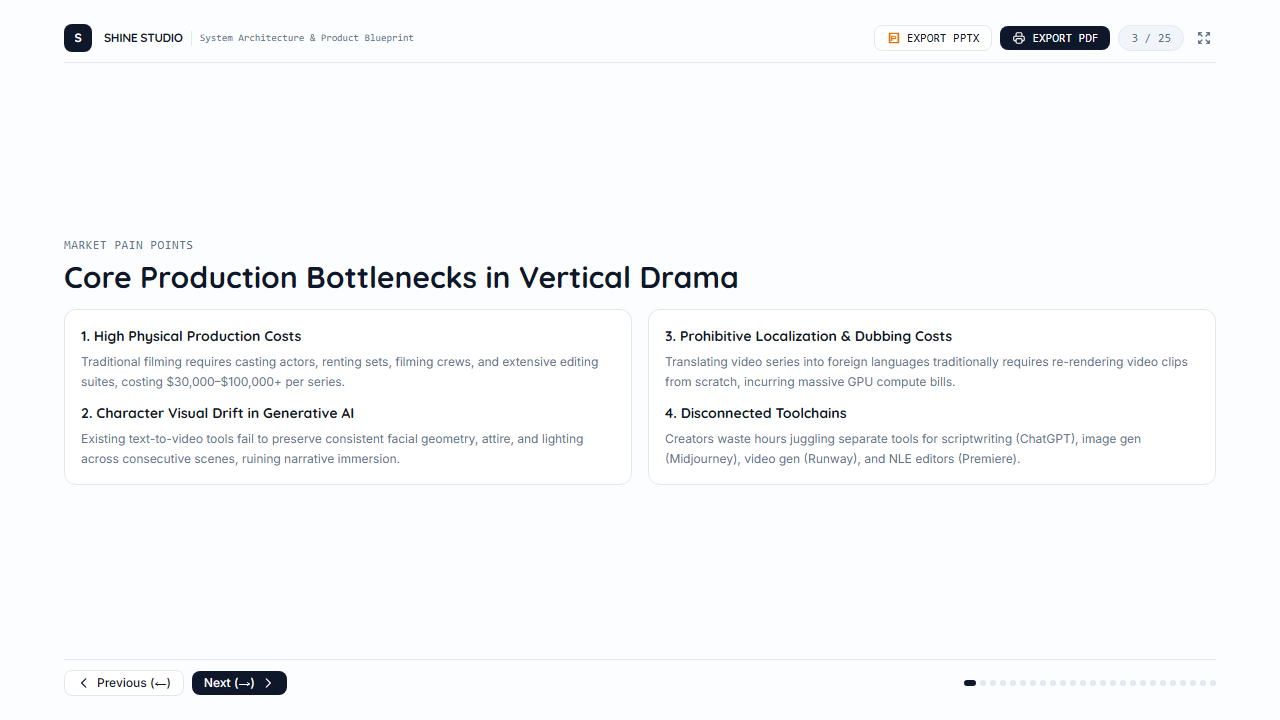 S
SHINE STUDIO
System Architecture & Product Blueprint
EXPORT PPTX
EXPORT PDF
3 / 25
MARKET PAIN POINTS
Core Production Bottlenecks in Vertical Drama
1. High Physical Production Costs
Traditional filming requires casting actors, renting sets, filming crews, and extensive editing
suites, costing $30,000–$100,000+ per series.
2. Character Visual Drift in Generative AI
Existing text-to-video tools fail to preserve consistent facial geometry, attire, and lighting
across consecutive scenes, ruining narrative immersion.
3. Prohibitive Localization & Dubbing Costs
Translating video series into foreign languages traditionally requires re-rendering video clips
from scratch, incurring massive GPU compute bills.
4. Disconnected Toolchains
Creators waste hours juggling separate tools for scriptwriting (ChatGPT), image gen
(Midjourney), video gen (Runway), and NLE editors (Premiere).
Previous (←)
Next (→)